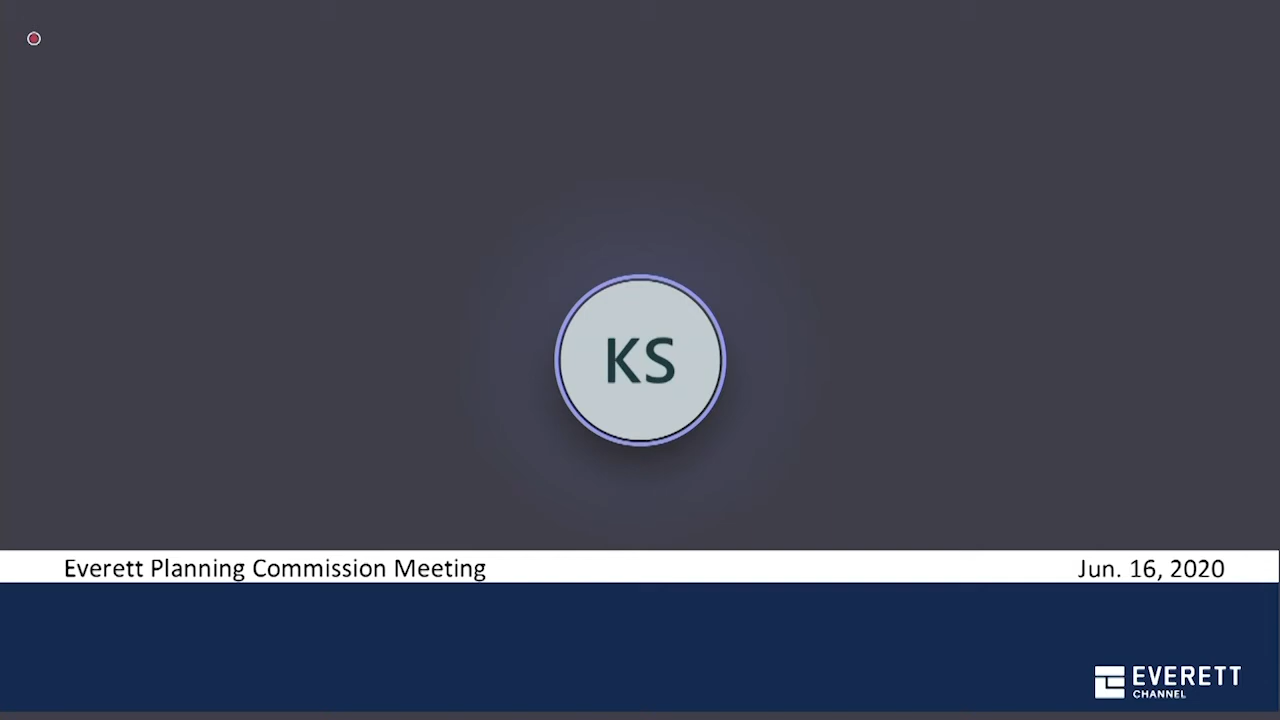 KS
Everett Planning Commission Meeting
Jun. 16, 2020
EVERETT
CHANNEL